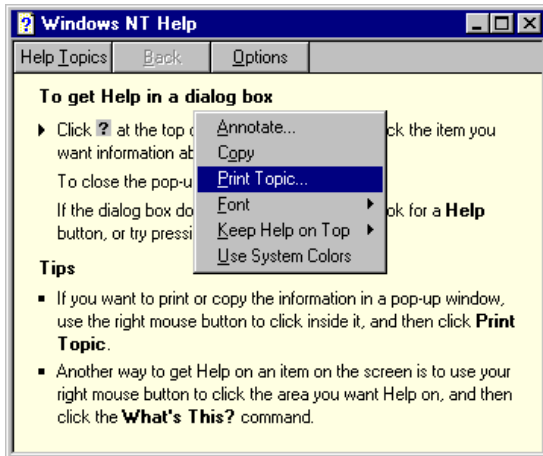 Windows NT Help
Help Topics Back Options
To get Help in a dialog box
Click ? at the top ck the item you
want information ab
To close the pop-u
If the dialog box do ok for a Help
button, or try pressi
Annotate...
Copy
Print Topic...
Font
Keep Help on Top
Use System Colors
Tips
If you want to print or copy the information in a pop-up window,
use the right mouse button to click inside it, and then click Print
Topic.
Another way to get Help on an item on the screen is to use your
right mouse button to click the area you want Help on, and then
click the What's This? command.